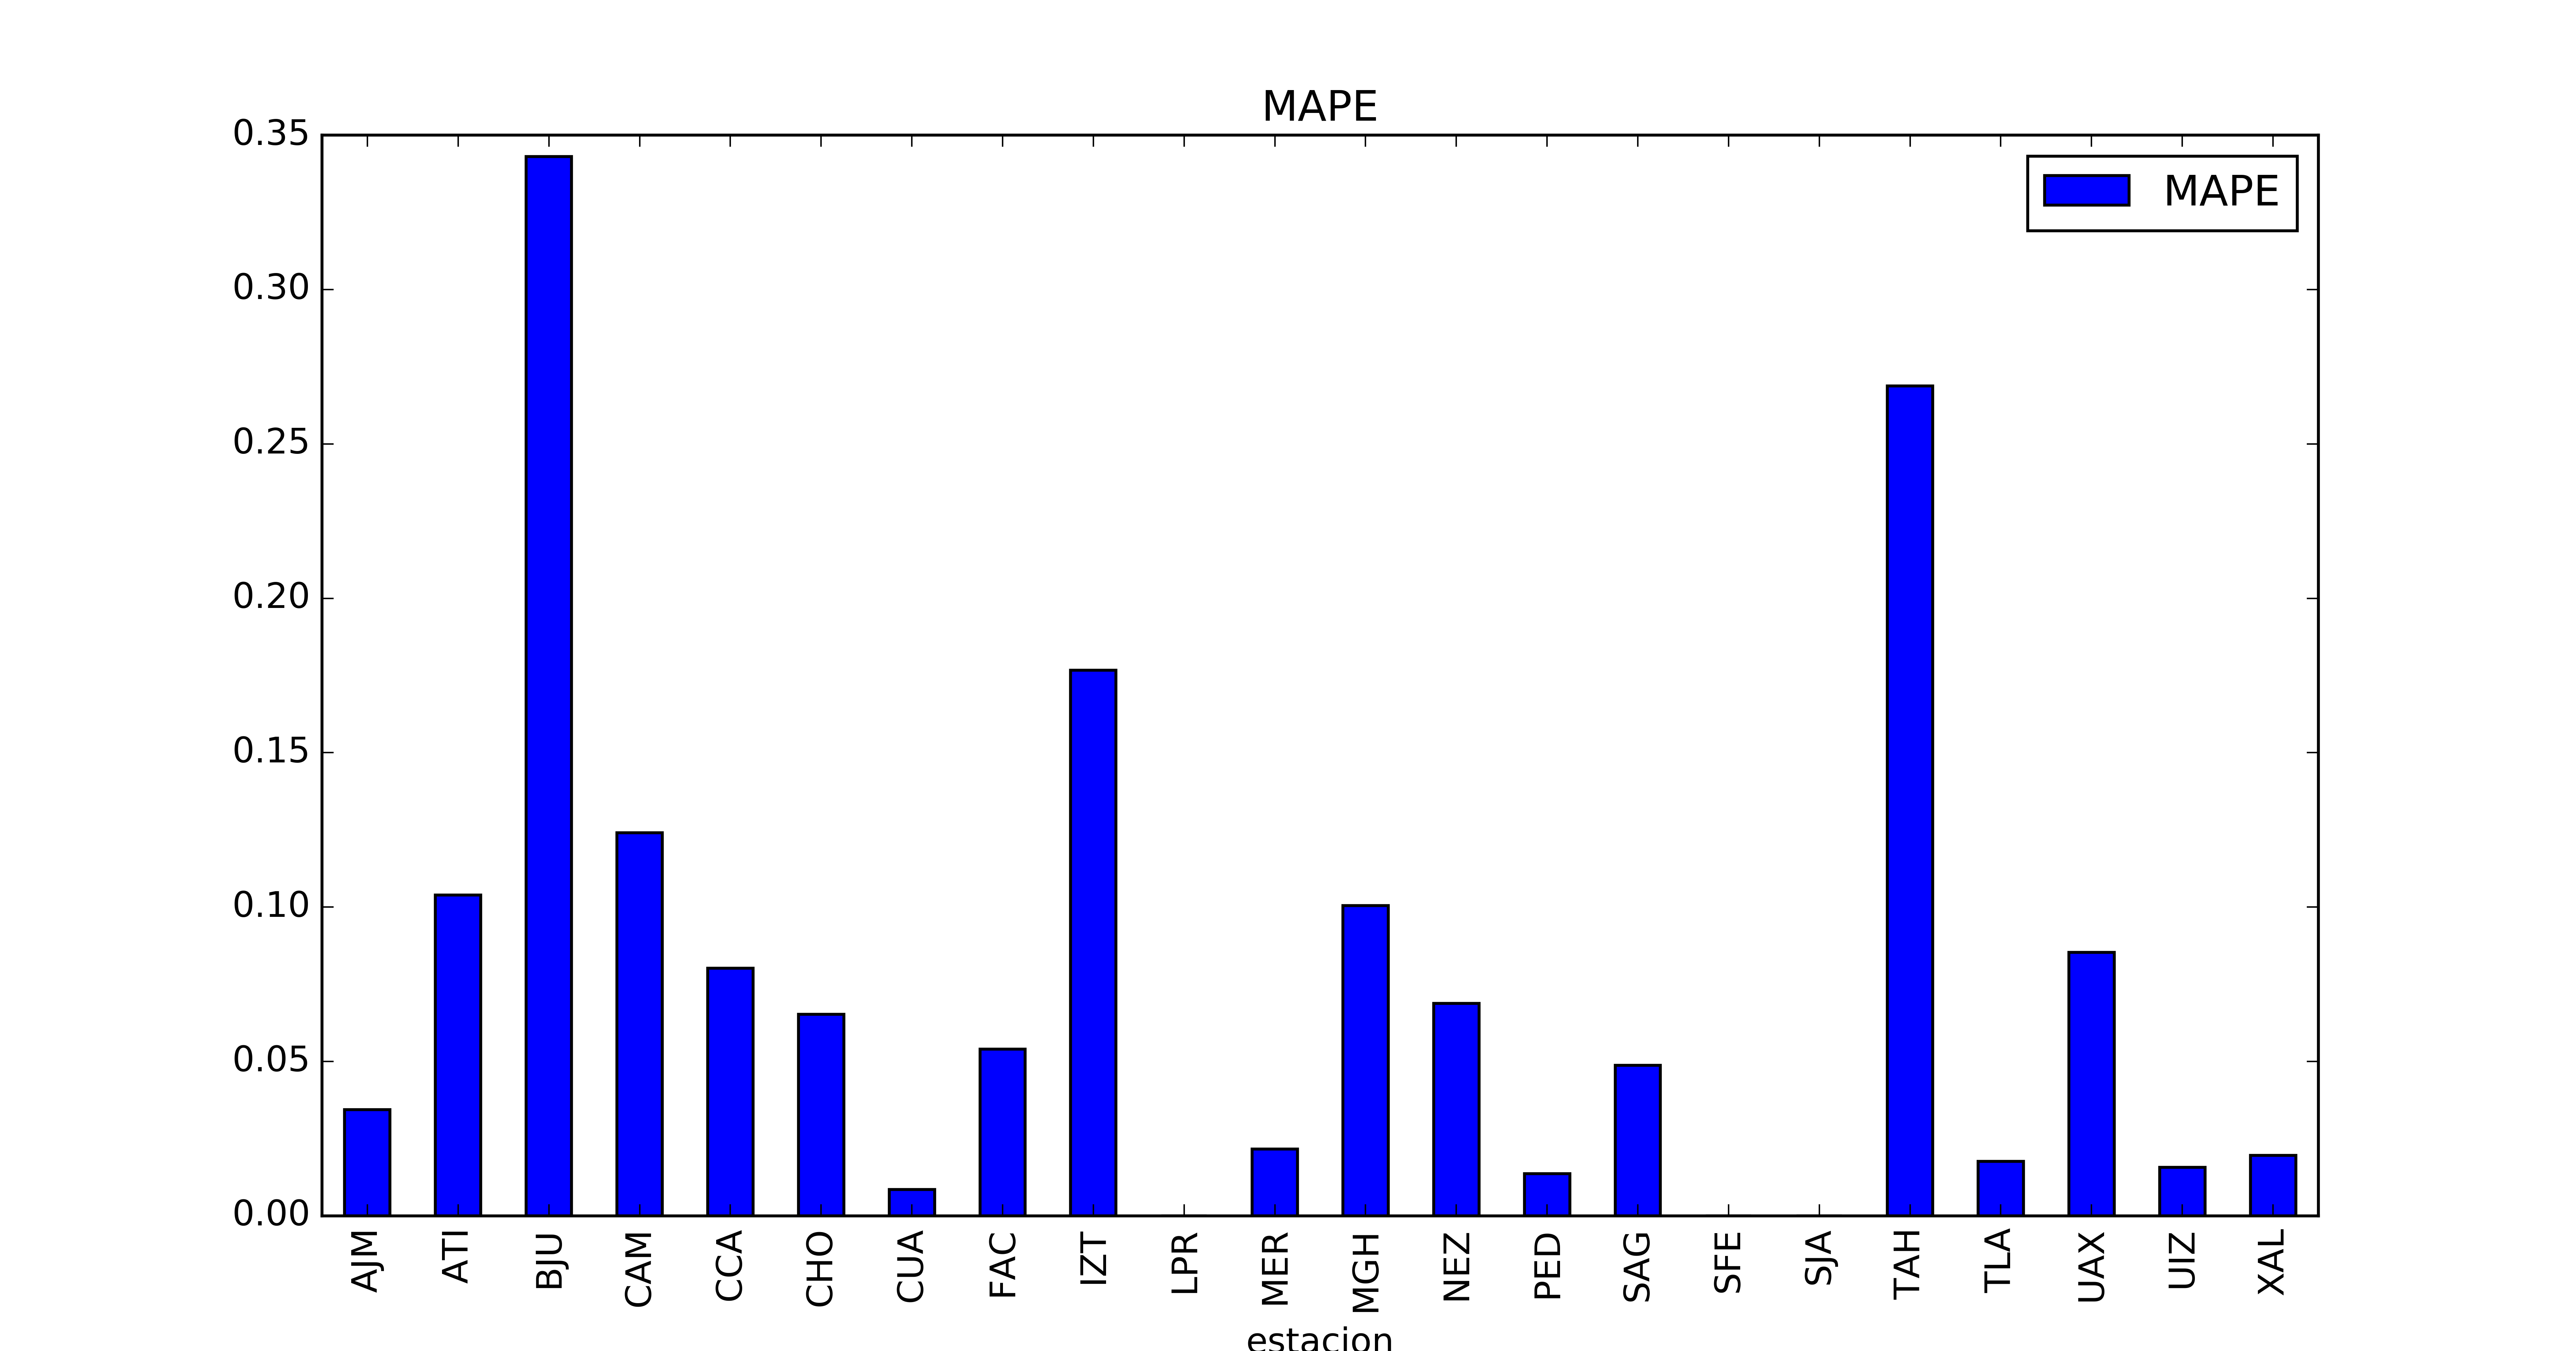 MAPE
MAPE
0.35
0.30
0.25
0.20
0.15
0.10
0.05
0.00
AJM
ATI
BJU
CAM
CCA
CHO
CUA
FAC
IZT
LPR
MER
MGH
NEZ
PED
SAG
SFE
SJA
TAH
TLA
UAX
UIZ
XAL
estacion